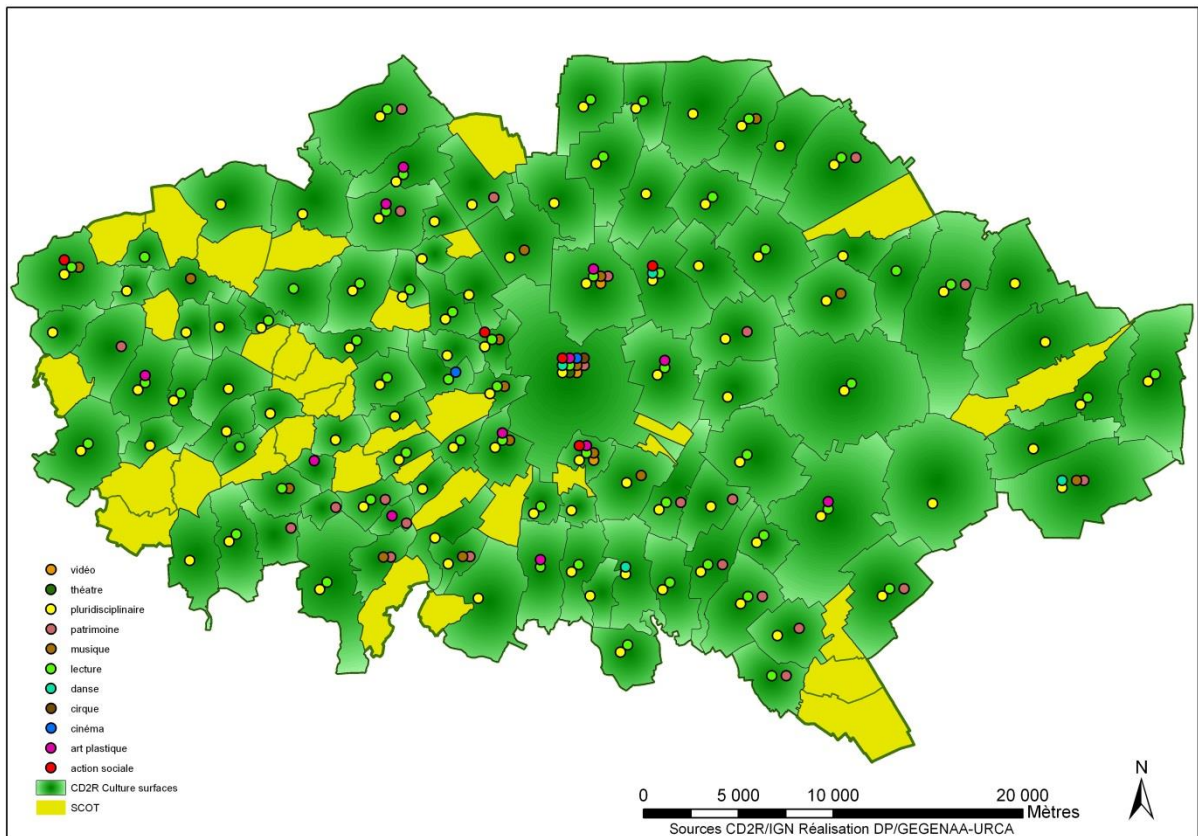 vidéo
théatre
pluridisciplinaire
patrimoine
musique
lecture
danse
cirque
cinéma
art plastique
action sociale
CD2R Culture surfaces
SCOT
N
0 5 000 10 000 20 000
Mètres
Sources CD2R/IGN Réalisation DP/GEGENAA-URCA